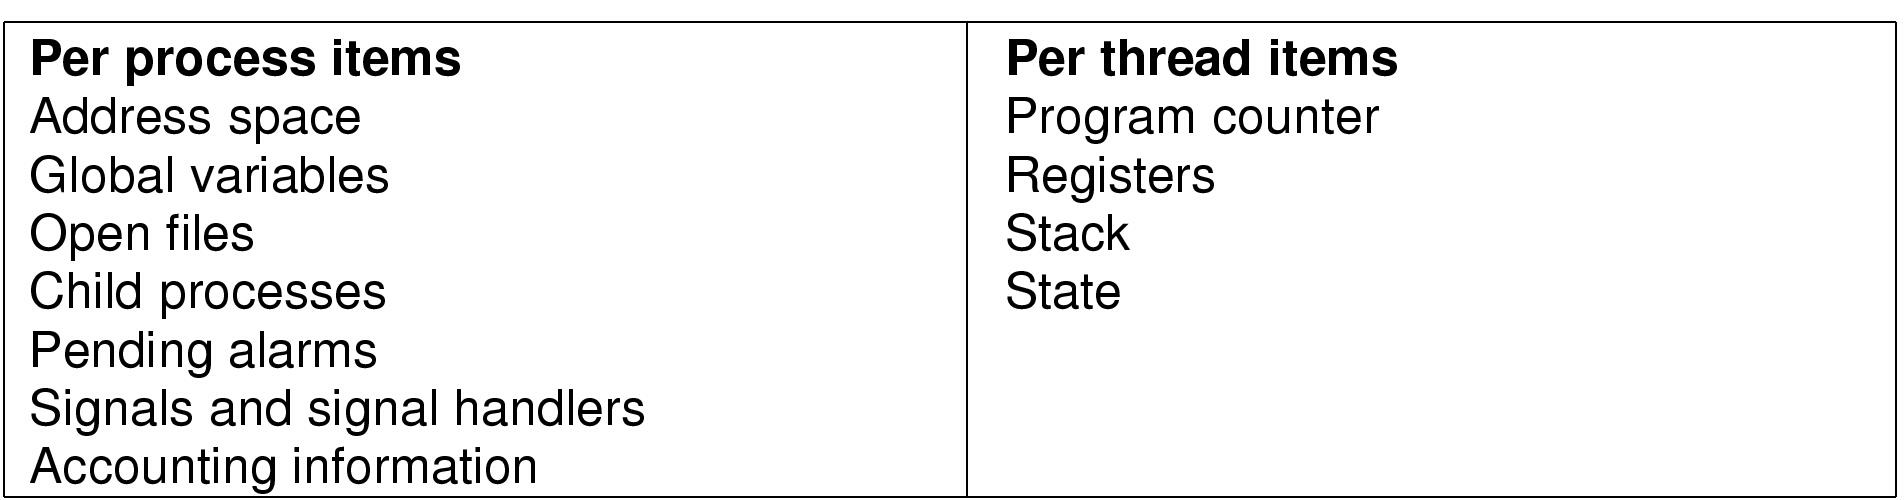 Per process items
Address space
Global variables
Open files
Child processes
Pending alarms
Signals and signal handlers
Accounting information
Per thread items
Program counter
Registers
Stack
State